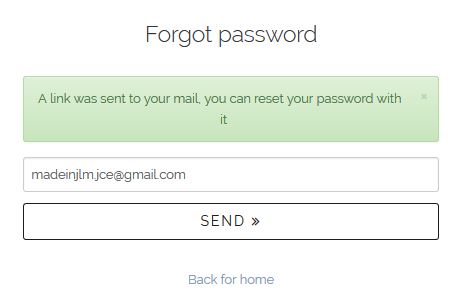 Forgot password
A link was sent to your mail, you can reset your password with ×
it
madeinjlm.jce@gmail.com
SEND »
Back for home